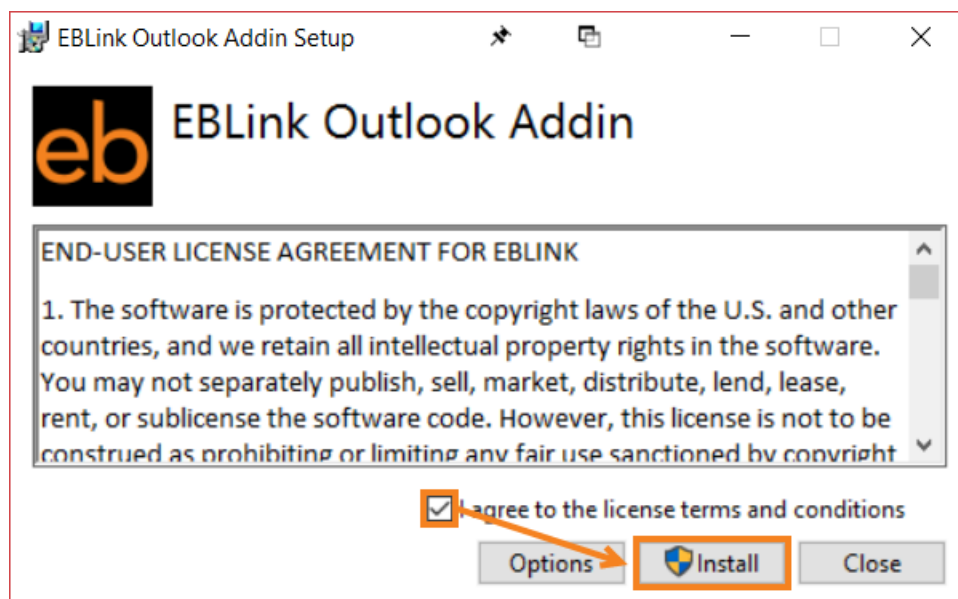 EBLink Outlook Addin Setup
eb
EBLink Outlook Addin
END-USER LICENSE AGREEMENT FOR EBLINK
1. The software is protected by the copyright laws of the U.S. and other
countries, and we retain all intellectual property rights in the software.
You may not separately publish, sell, market, distribute, lend, lease,
rent, or sublicense the software code. However, this license is not to be
construed as prohibiting or limiting any fair use sanctioned by copyright
I agree to the license terms and conditions
Options Install Close